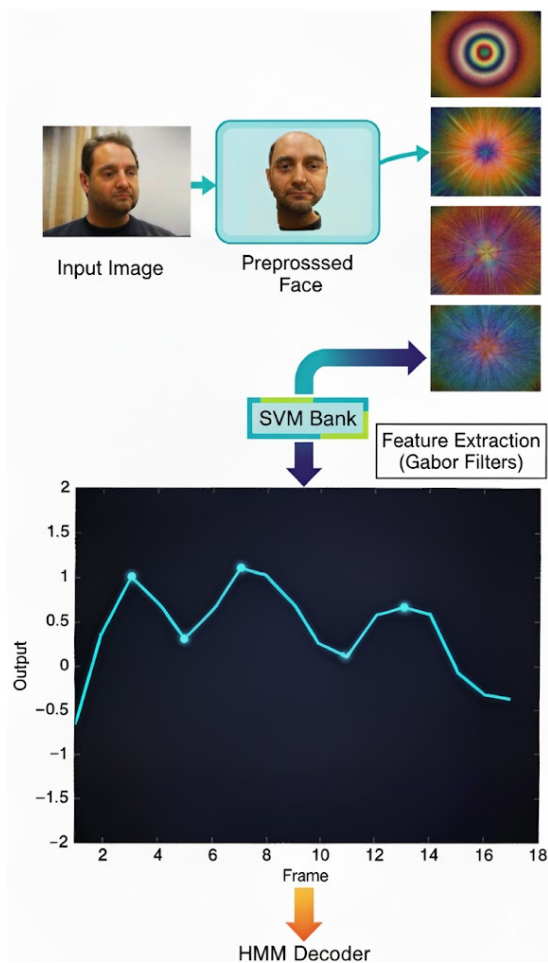 Input Image
Preprosssed
Face
SVM Bank
Feature Extraction
(Gabor Filters)
2
1.5
1
0.5
0
−0.5
−1
−1.5
−2
Output
2 4 6 8 10 12 14 16 18
Frame
HMM Decoder